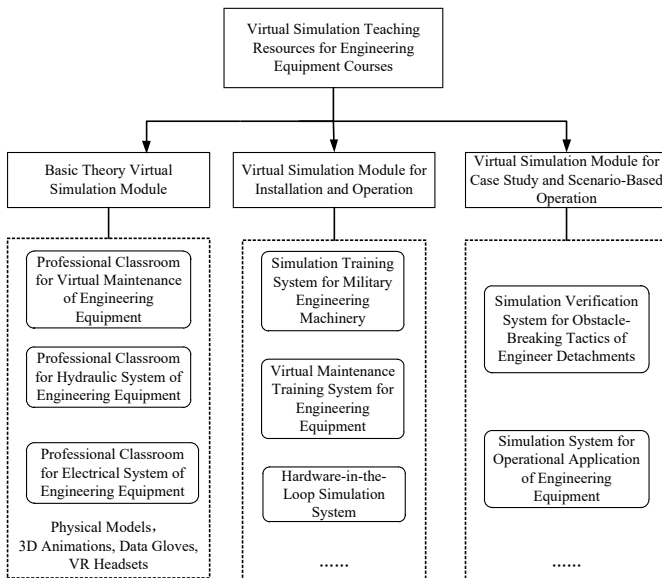 Virtual Simulation Teaching
Resources for Engineering
Equipment Courses
Basic Theory Virtual
Simulation Module
Virtual Simulation Module for
Installation and Operation
Virtual Simulation Module for
Case Study and Scenario-Based
Operation
Professional Classroom
for Virtual Maintenance
of Engineering
Equipment
Professional Classroom
for Hydraulic System of
Engineering Equipment
Professional Classroom
for Electrical System of
Engineering Equipment
Physical Models,
3D Animations, Data Gloves,
VR Headsets
Simulation Training
System for Military
Engineering
Machinery
Virtual Maintenance
Training System for
Engineering
Equipment
Hardware-in-the-
Loop Simulation
System
......
Simulation Verification
System for Obstacle-
Breaking Tactics of
Engineer Detachments
Simulation System for
Operational Application
of Engineering
Equipment
......